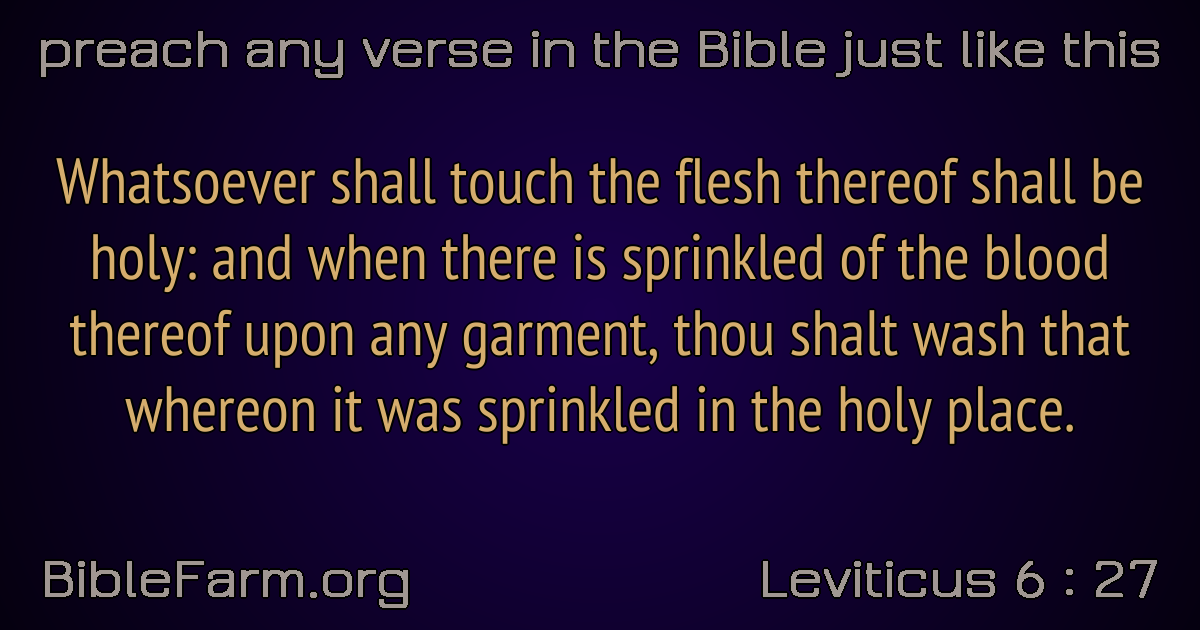 preach any verse in the Bible just like this
Whatsoever shall touch the flesh thereof shall be
holy: and when there is sprinkled of the blood
thereof upon any garment, thou shalt wash that
whereon it was sprinkled in the holy place.
BibleFarm.org
Leviticus 6 : 27